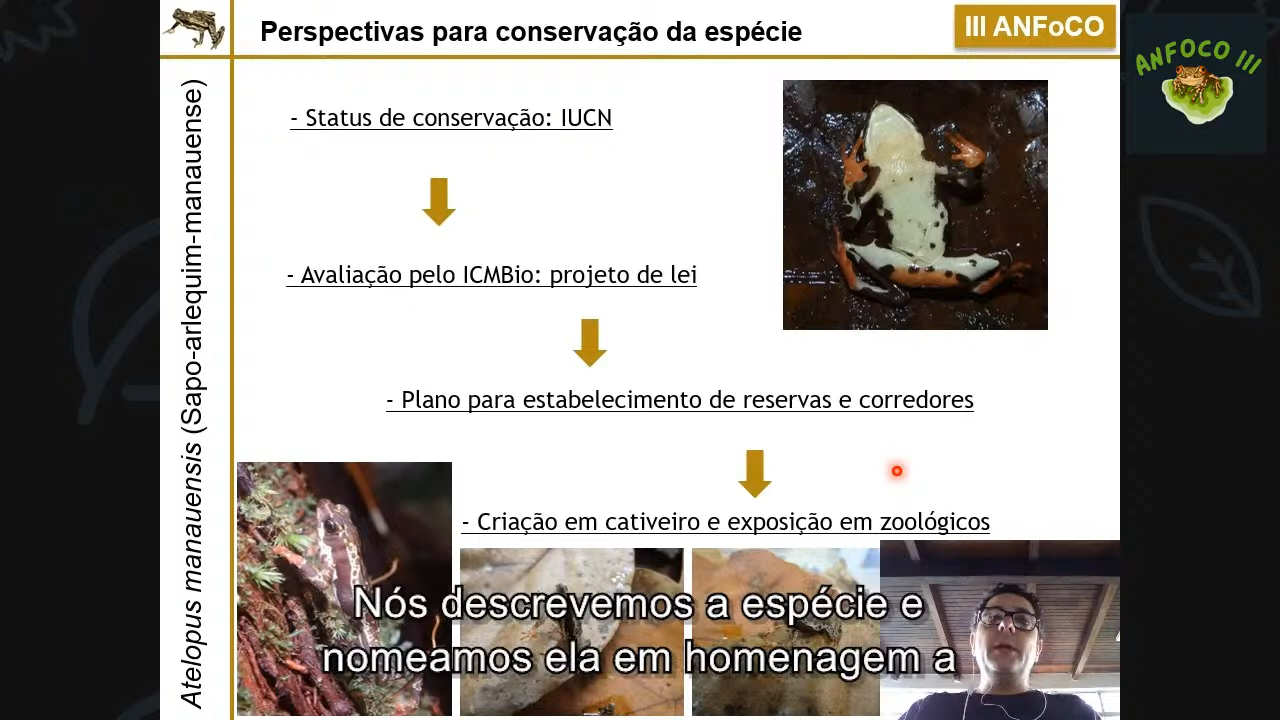 Perspectivas para conservação da espécie
III ANFoCO
ANFOCO III
Atelopus manauensis (Sapo-arlequim-manauense)
- Status de conservação: IUCN
- Avaliação pelo ICMBio: projeto de lei
- Plano para estabelecimento de reservas e corredores
- Criação em cativeiro e exposição em zoológicos
Nós descrevemos a espécie e
nomeamos ela em homenagem a